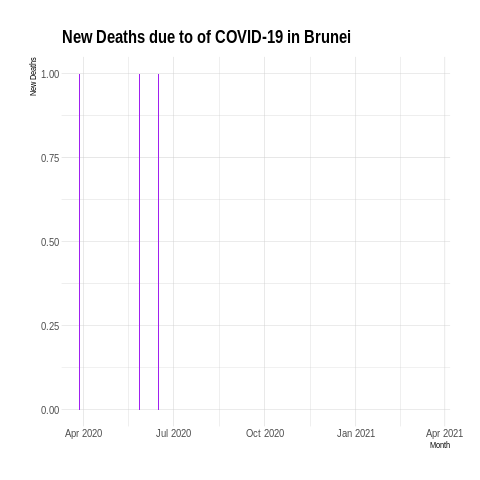 New Deaths due to of COVID-19 in Brunei
New Deaths
1.00
0.75
0.50
0.25
0.00
Apr 2020 Jul 2020 Oct 2020 Jan 2021 Apr 2021
Month